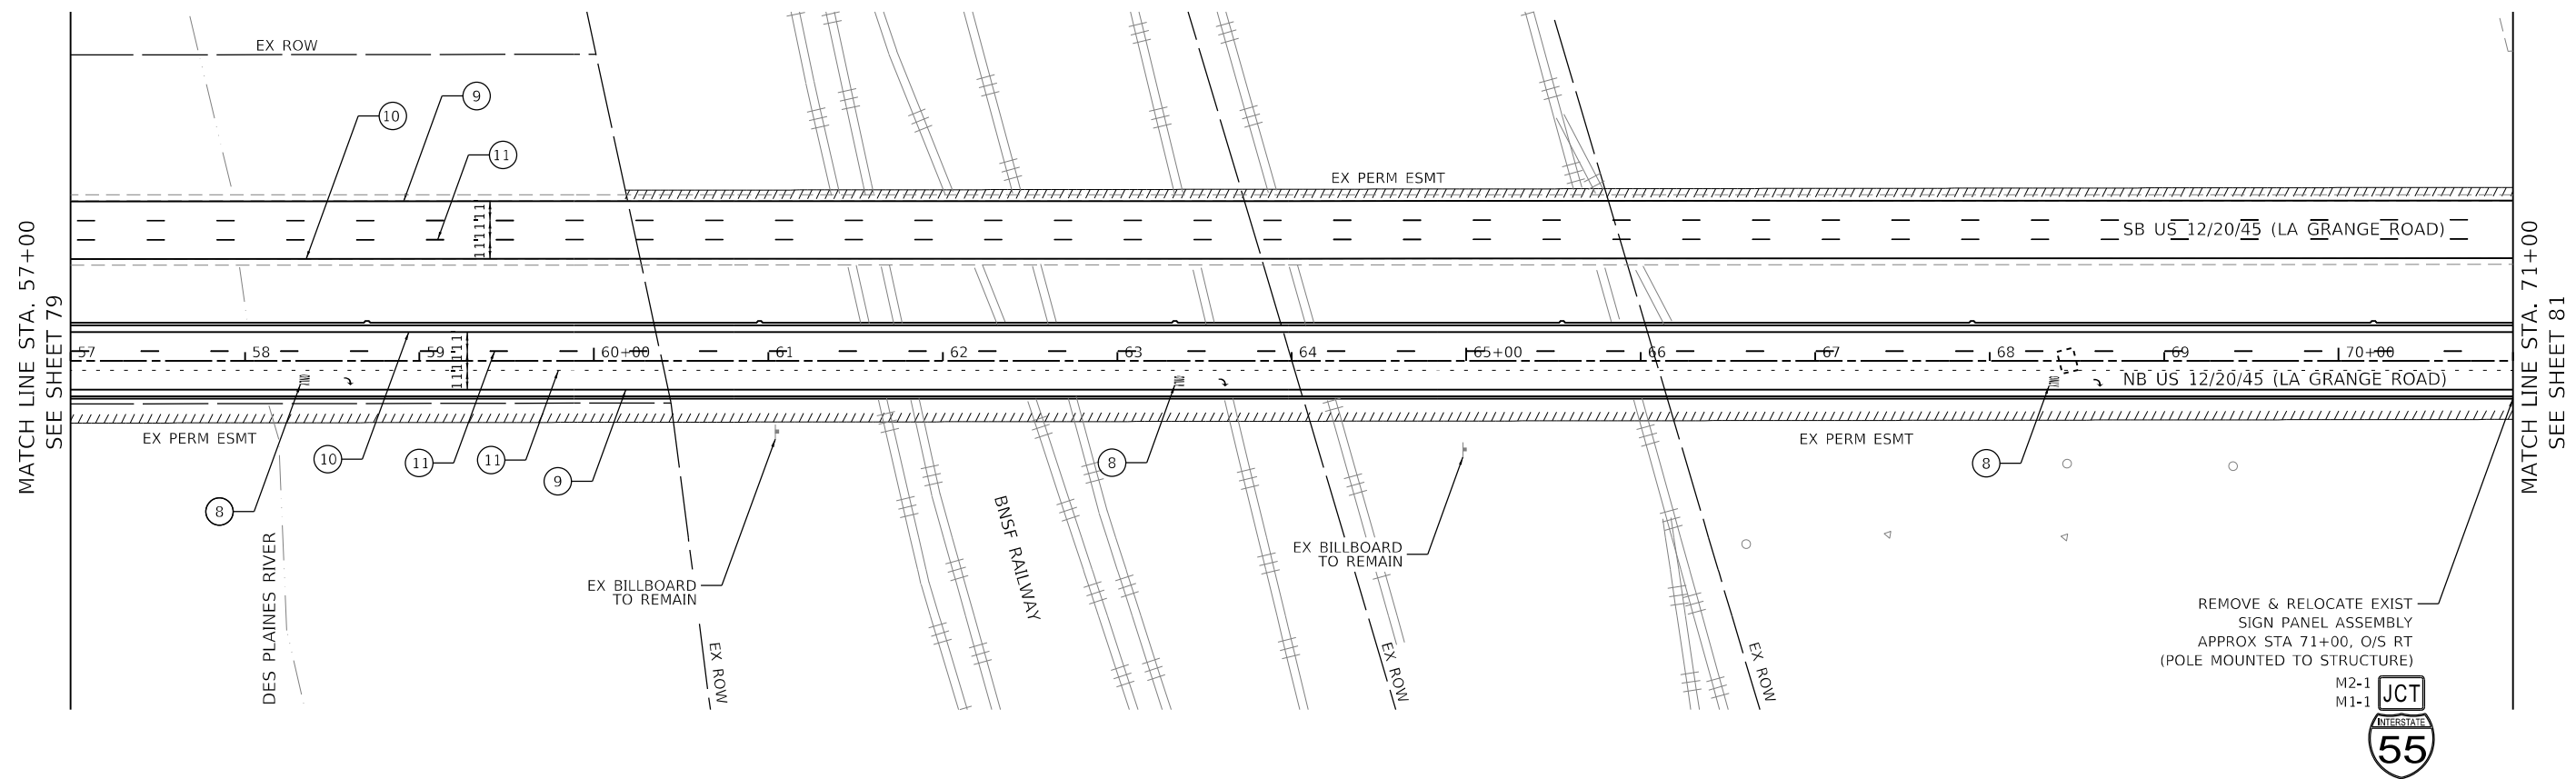 EX ROW
9
10
11
EX PERM ESMT
11'11'11'
SB US 12/20/45 (LA GRANGE ROAD)
MATCH LINE STA. 57+00
SEE SHEET 79
MATCH LINE STA. 71+00
SEE SHEET 81
57
58
59
60+00
61
62
63
64
65+00
66
67
68
69
70+00
11'11'11'
ONLY
ONLY
ONLY
NB US 12/20/45 (LA GRANGE ROAD)
EX PERM ESMT
EX PERM ESMT
10
11
11
9
8
8
8
DES PLAINES RIVER
BNSF RAILWAY
EX BILLBOARD
TO REMAIN
EX BILLBOARD
TO REMAIN
EX ROW
EX ROW
EX ROW
REMOVE & RELOCATE EXIST
SIGN PANEL ASSEMBLY
APPROX STA 71+00, O/S RT
(POLE MOUNTED TO STRUCTURE)
M2-1
M1-1
JCT
INTERSTATE
55